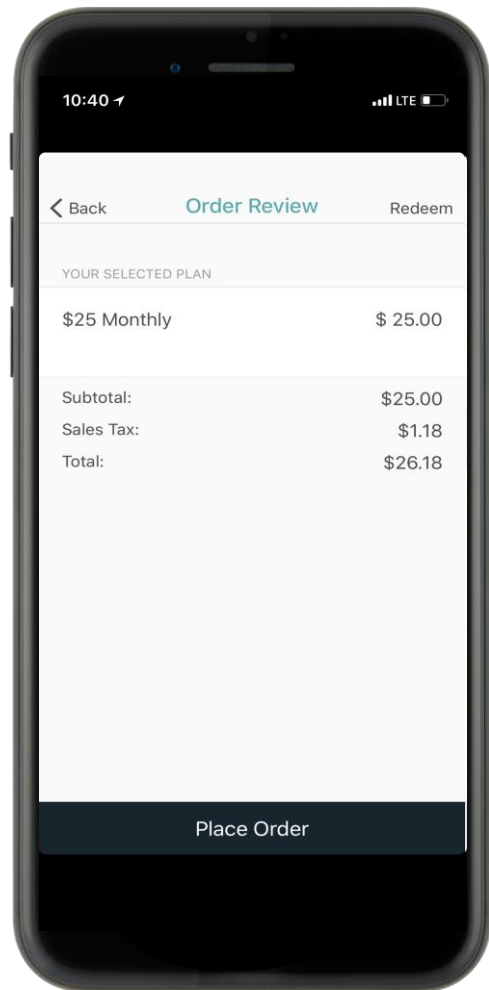 10:40 LTE
Back Order Review Redeem
YOUR SELECTED PLAN
$25 Monthly $ 25.00
Subtotal: $25.00
Sales Tax: $1.18
Total: $26.18
Place Order